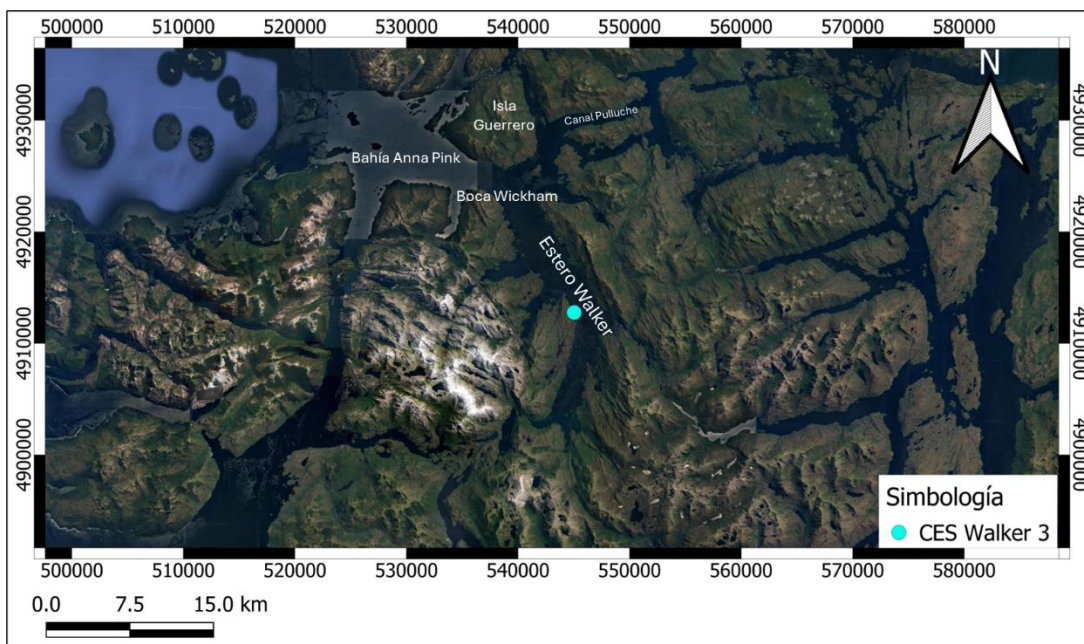 500000 510000 520000 530000 540000 550000 560000 570000 580000
4930000
4920000
4910000
4900000
N
4930000
4920000
4910000
4900000
Isla
Guerrero
Canal Pulluche
Bahía Anna Pink
Boca Wickham
Estero Walker
Simbología
CES Walker 3
500000 510000 520000 530000 540000 550000 560000 570000 580000
0.0 7.5 15.0 km